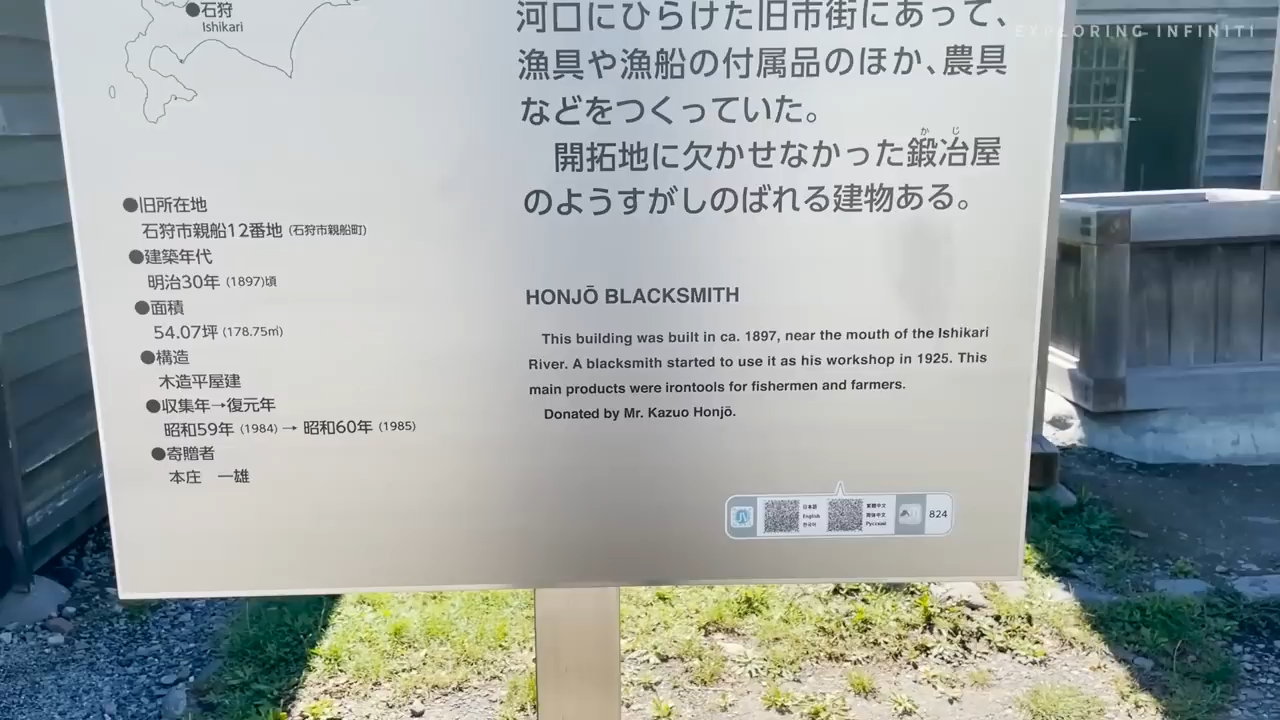 石狩
Ishikari
●旧所在地
石狩市親船12番地 (石狩市親船町)
●建築年代
明治30年 (1897)頃
●面積
54.07坪 (178.75㎡)
●構造
木造平屋建
●収集年→復元年
昭和59年 (1984) → 昭和60年 (1985)
●寄贈者
本庄 一雄
河口にひらけた旧市街にあって、
漁具や漁船の付属品のほか、農具
などをつくっていた。
開拓地に欠かせなかった鍛冶屋
かじ
のようすがしのばれる建物ある。
HONJŌ BLACKSMITH
This building was built in ca. 1897, near the mouth of the Ishikari
River. A blacksmith started to use it as his workshop in 1925. This
main products were irontools for fishermen and farmers.
Donated by Mr. Kazuo Honjō.
日本語
English
한국어
繁體中文
简体中文
Русский
824
EXPLORING INFINITI